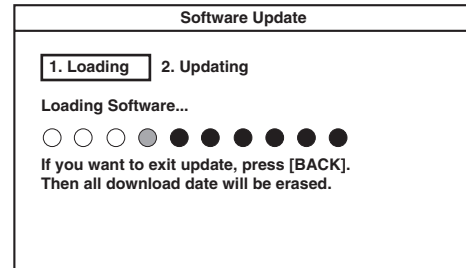 Software Update
1. Loading 2. Updating
Loading Software...
If you want to exit update, press [BACK].
Then all download date will be erased.